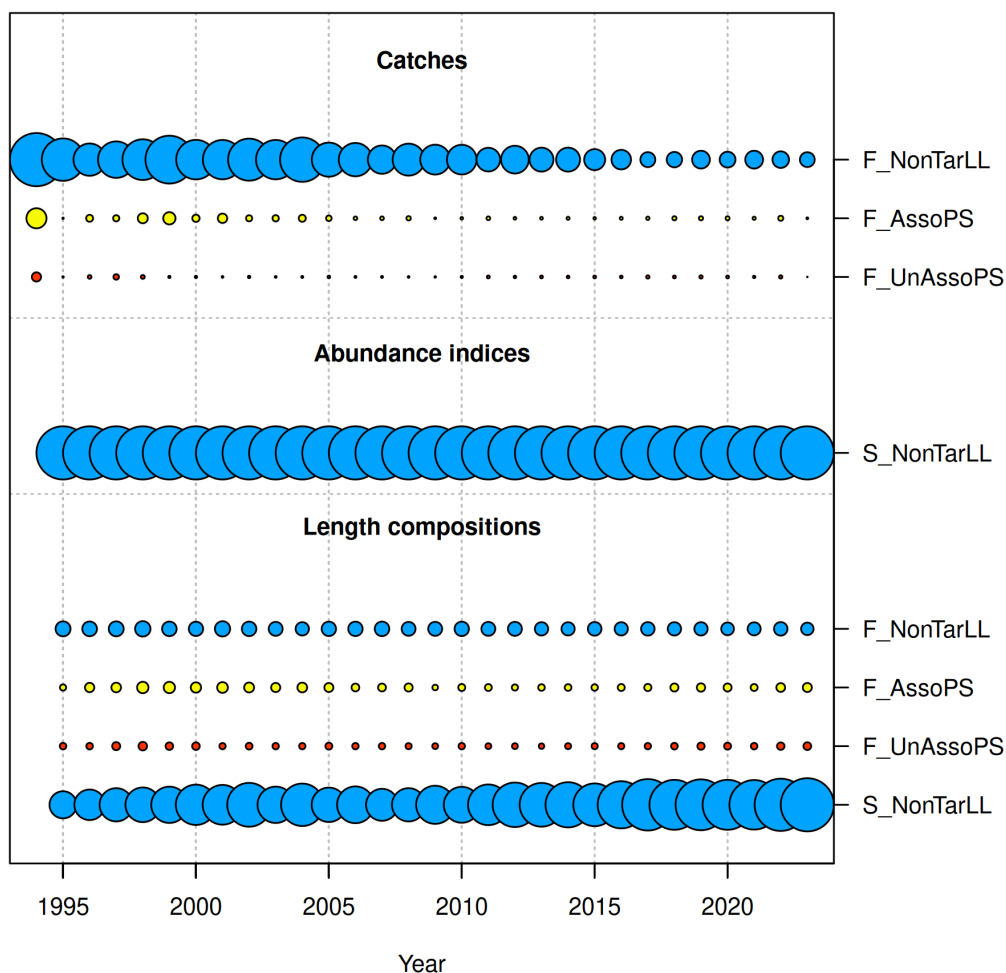 Catches
F_NonTarLL
F_AssoPS
F_UnAssoPS
Abundance indices
S_NonTarLL
Length compositions
F_NonTarLL
F_AssoPS
F_UnAssoPS
S_NonTarLL
1995 2000 2005 2010 2015 2020
Year